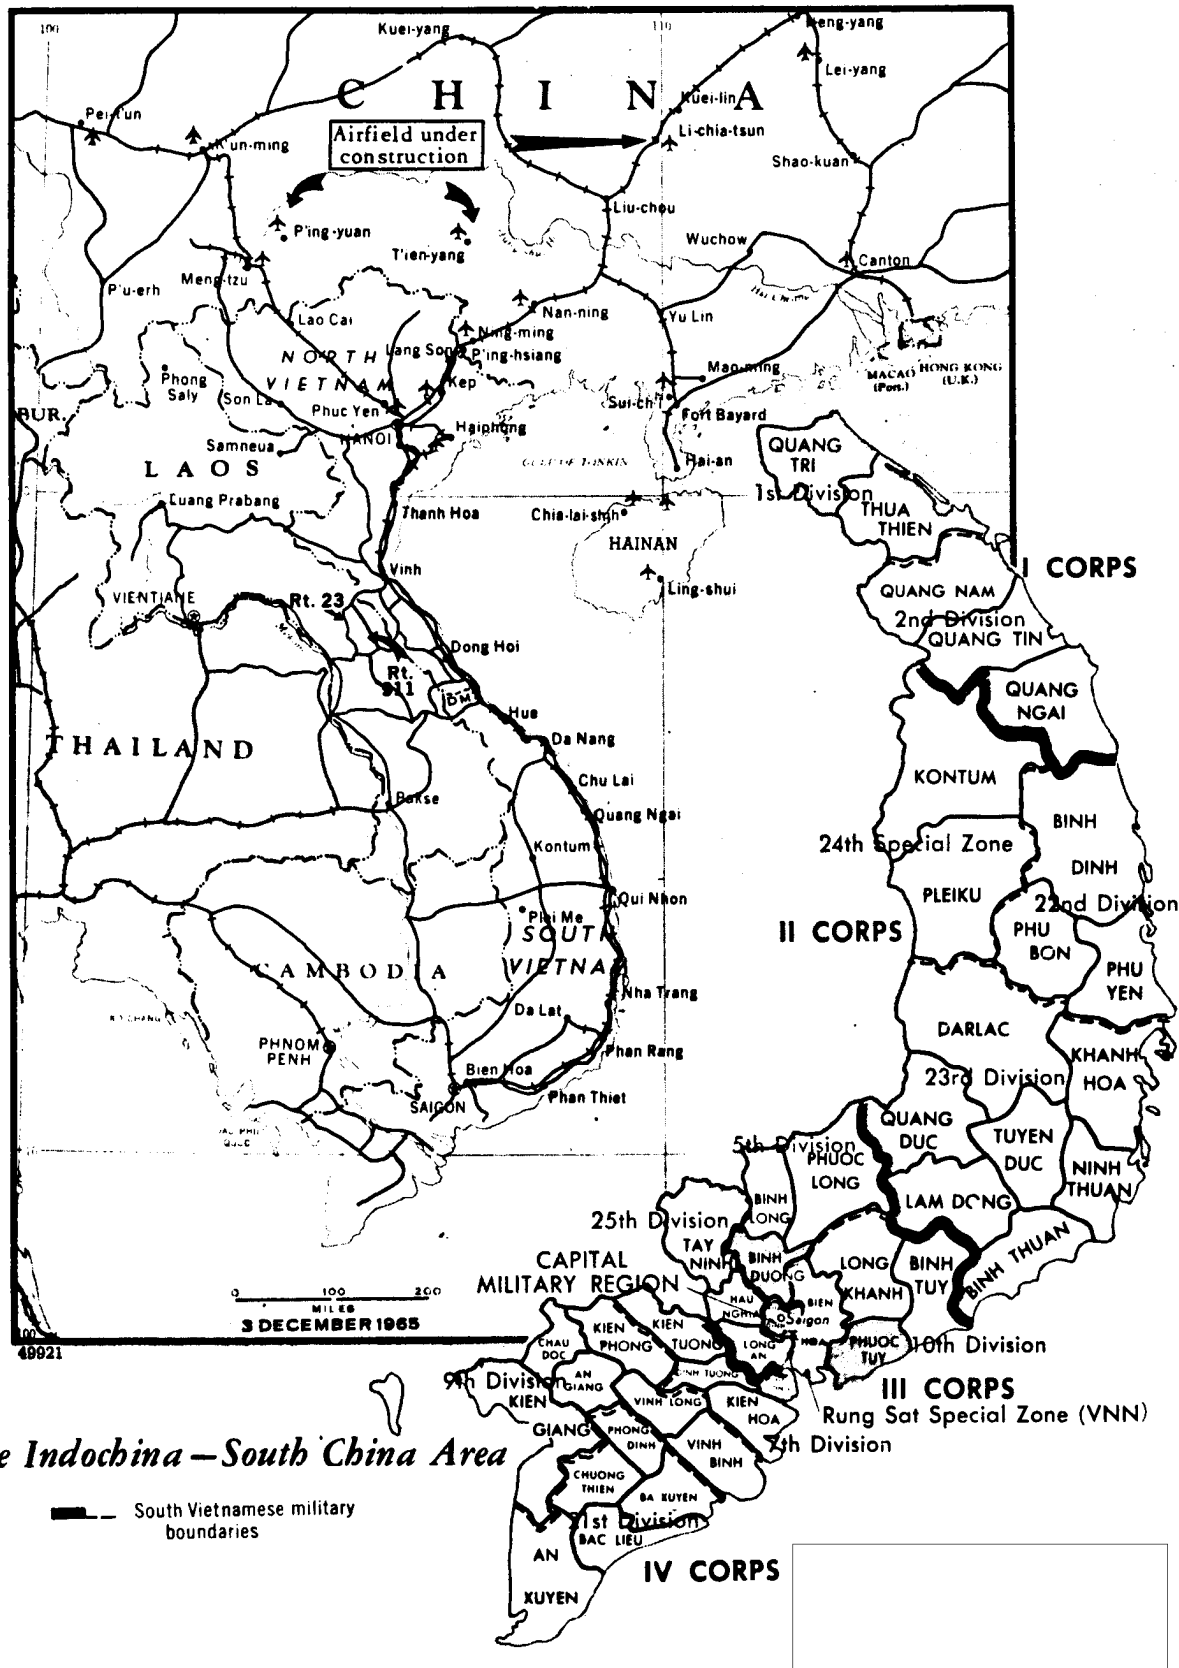 100
110
Kuei-yang
Heng-yang
Lei-yang
C H I N A
Kuei-lin
Pei-t'un
K'un-ming
Airfield under
construction
Li-chia-tsun
Shao-kuan
Liu-chou
P'ing-yuan
T'ien-yang
Wuchow
Canton
Meng-tzu
P'u-erh
Lao Cai
Nan-ning
Yu Lin
Ning-ming
NORTH
VIETNAM
Lang Son
P'ing-hsiang
Mao-ming
MACAO
(Port.)
HONG KONG
(U.K.)
Phong
Saly
Son La
Kep
Phuc Yen
Fort Bayard
BUR.
HANOI
Haiphong
Samneua
LAOS
GULF OF TONKIN
Hai-an
Luang Prabang
Thanh Hoa
Chia-lai-shih
HAINAN
Vinh
Ling-shui
VIENTIANE
Rt. 23
Dong Hoi
Rt.
911
DM
Hue
THAILAND
Da Nang
Chu Lai
Pakse
Quang Ngai
Kontum
Qui Nhon
Plei Me
SOUTH
VIETNAM
CAMBODIA
Nha Trang
Da Lat
PHNOM
PENH
Phan Rang
Bien Hoa
SAIGON
Phan Thiet
0 100 200
MILES
3 DECEMBER 1965
100
49921
QUANG
TRI
1st Division
THUA
THIEN
I CORPS
QUANG NAM
2nd Division
QUANG TIN
QUANG
NGAI
KONTUM
BINH
DINH
24th Special Zone
PLEIKU
22nd Division
II CORPS
PHU
BON
PHU
YEN
DARLAC
KHANH
HOA
23rd Division
QUANG
DUC
TUYEN
DUC
5th Division
PHUOC
LONG
NINH
THUAN
BINH
LONG
LAM DONG
25th Division
TAY
NINH
BINH THUAN
CAPITAL
MILITARY REGION
BINH
DUONG
LONG
KHANH
BINH
TUY
HAU
NGHIA
BIEN
HOA
Saigon
KIEN
PHONG
KIEN
TUONG
LONG
AN
PHUOC
TUY
10th Division
CHAU
DOC
DINH TUONG
III CORPS
9th Division
AN
GIANG
KIEN
GIANG
VINH LONG
KIEN
HOA
Rung Sat Special Zone (VNN)
PHONG
DINH
VINH
BINH
7th Division
e Indochina—South China Area
CHUONG
THIEN
BA XUYEN
South Vietnamese military
boundaries
21st Division
BAC LIEU
AN
XUYEN
IV CORPS